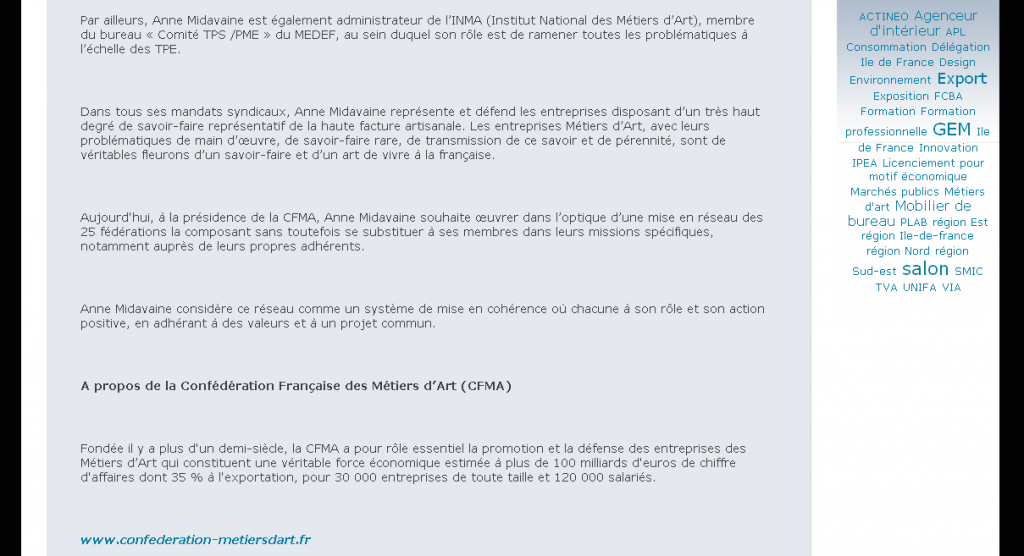 Par ailleurs, Anne Midavaine est également administrateur de l’INMA (Institut National des Métiers d’Art), membre
du bureau « Comité TPS /PME » du MEDEF, au sein duquel son rôle est de ramener toutes les problématiques à
l’échelle des TPE.
Dans tous ses mandats syndicaux, Anne Midavaine représente et défend les entreprises disposant d’un très haut
degré de savoir-faire représentatif de la haute facture artisanale. Les entreprises Métiers d’Art, avec leurs
problématiques de main d’œuvre, de savoir-faire rare, de transmission de ce savoir et de pérennité, sont de
véritables fleurons d’un savoir-faire et d’un art de vivre à la française.
Aujourd'hui, à la présidence de la CFMA, Anne Midavaine souhaite œuvrer dans l’optique d’une mise en réseau des
25 fédérations la composant sans toutefois se substituer à ses membres dans leurs missions spécifiques,
notamment auprès de leurs propres adhérents.
Anne Midavaine considère ce réseau comme un système de mise en cohérence où chacune à son rôle et son action
positive, en adhérant à des valeurs et à un projet commun.
A propos de la Confédération Française des Métiers d’Art (CFMA)
Fondée il y a plus d'un demi-siècle, la CFMA a pour rôle essentiel la promotion et la défense des entreprises des
Métiers d’Art qui constituent une véritable force économique estimée à plus de 100 milliards d'euros de chiffre
d'affaires dont 35 % à l'exportation, pour 30 000 entreprises de toute taille et 120 000 salariés.
www.confederation-metiersdart.fr
ACTINEO Agenceur
d'intérieur APL
Consommation Délégation
Ile de France Design
Environnement Export
Exposition FCBA
Formation Formation
professionnelle GEM Ile
de France Innovation
IPEA Licenciement pour
motif économique
Marchés publics Métiers
d'art Mobilier de
bureau PLAB région Est
région Ile-de-france
région Nord région
Sud-est salon SMIC
TVA UNIFA VIA